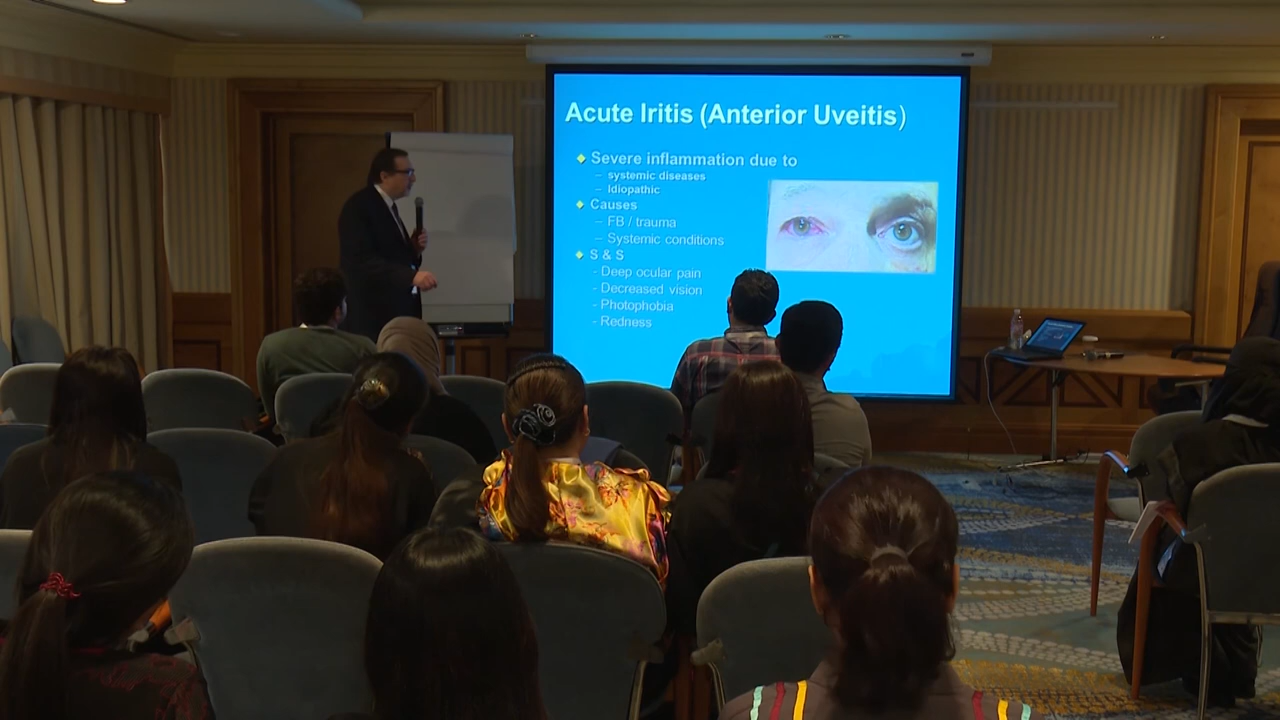 Acute Iritis (Anterior Uveitis)
Severe inflammation due to
– systemic diseases
– Idiopathic
Causes
– FB / trauma
– Systemic conditions
S & S
- Deep ocular pain
- Decreased vision
- Photophobia
- Redness